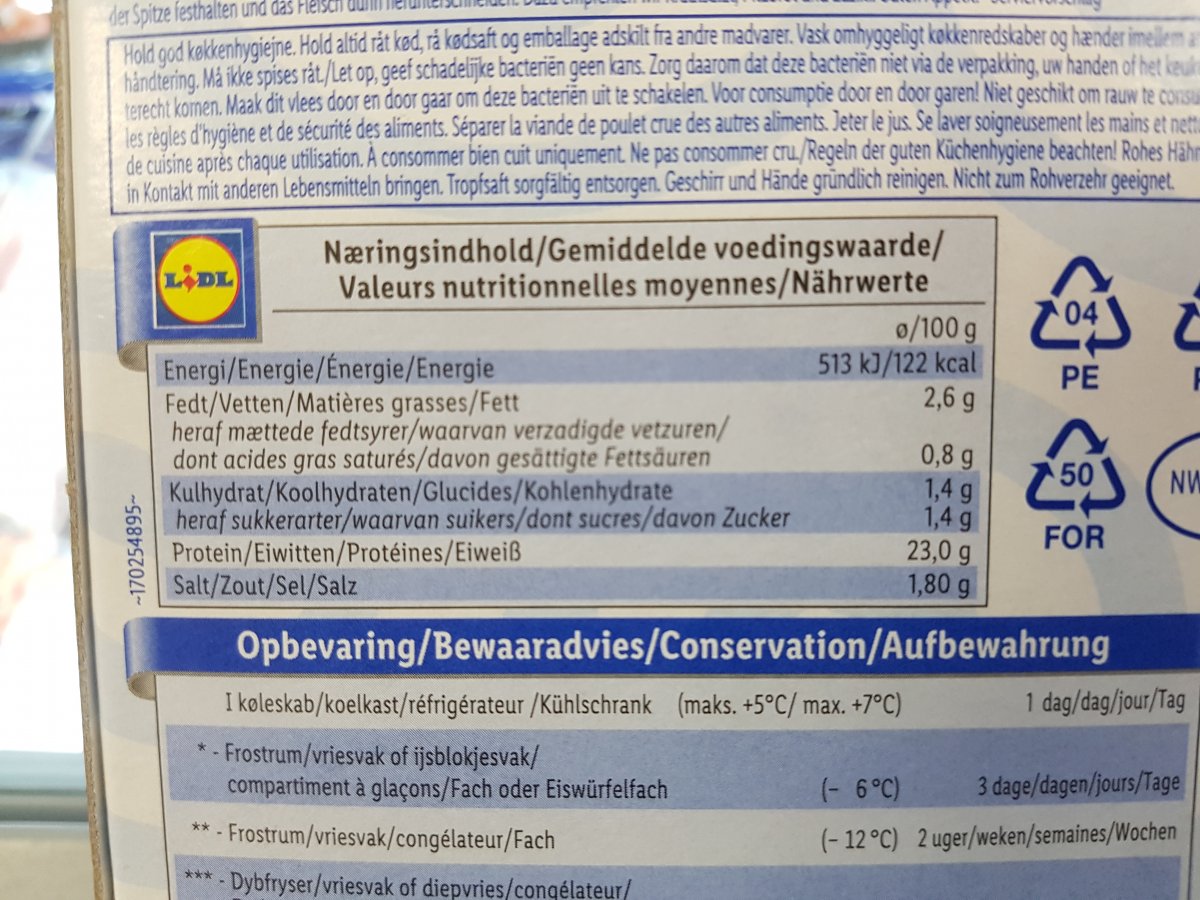 der Spitze festhalten und das Fleisch dünn herunterschneiden.
Hold god køkkenhygiejne. Hold altid råt kød, rå kødsaft og emballage adskilt fra andre madvarer. Vask omhyggeligt køkkenredskaber og hænder imellem
håndtering. Må ikke spises råt./Let op, geef schadelijke bacteriën geen kans. Zorg daarom dat deze bacteriën niet via de verpakking, uw handen of het
terecht komen. Maak dit vlees door en door gaar om deze bacteriën uit te schakelen. Voor consumptie door en door garen! Niet geschikt om rauw te
les règles d'hygiène et de sécurité des aliments. Séparer la viande de poulet crue des autres aliments. Jeter le jus. Se laver soigneusement les mains et
de cuisine après chaque utilisation. À consommer bien cuit uniquement. Ne pas consommer cru./Regeln der guten Küchenhygiene beachten! Rohes
in Kontakt mit anderen Lebensmitteln bringen. Tropfsaft sorgfältig entsorgen. Geschirr und Hände gründlich reinigen. Nicht zum Rohverzehr geeignet.
LIDL
Næringsindhold/Gemiddelde voedingswaarde/
Valeurs nutritionnelles moyennes/Nährwerte
ø/100 g
Energi/Energie/Énergie/Energie 513 kJ/122 kcal
Fedt/Vetten/Matières grasses/Fett 2,6 g
heraf mættede fedtsyrer/waarvan verzadigde vetzuren/
dont acides gras saturés/davon gesättigte Fettsäuren 0,8 g
Kulhydrat/Koolhydraten/Glucides/Kohlenhydrate 1,4 g
heraf sukkerarter/waarvan suikers/dont sucres/davon Zucker 1,4 g
Protein/Eiwitten/Protéines/Eiweiß 23,0 g
Salt/Zout/Sel/Salz 1,80 g
~170254895~
04
PE
50
FOR
NW
Opbevaring/Bewaaradvies/Conservation/Aufbewahrung
I køleskab/koelkast/réfrigérateur /Kühlschrank (maks. +5°C/ max. +7°C) 1 dag/dag/jour/Tag
* - Frostrum/vriesvak of ijsblokjesvak/
compartiment à glaçons/Fach oder Eiswürfelfach (- 6°C) 3 dage/dagen/jours/Tage
** - Frostrum/vriesvak/congélateur/Fach (- 12°C) 2 uger/weken/semaines/Wochen
*** - Dybfryser/vriesvak of diepvries/congélateur/